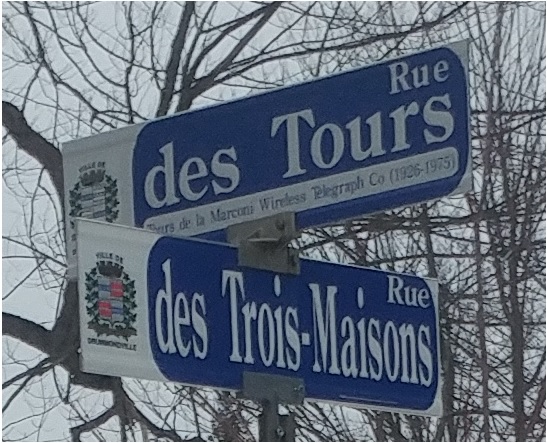 VILLE DE
Rue
des Tours
Tours de la Marconi Wireless Telegraph Co (1926-1975)
VILLE DE
DRUMMONDVILLE
Rue
des Trois-Maisons